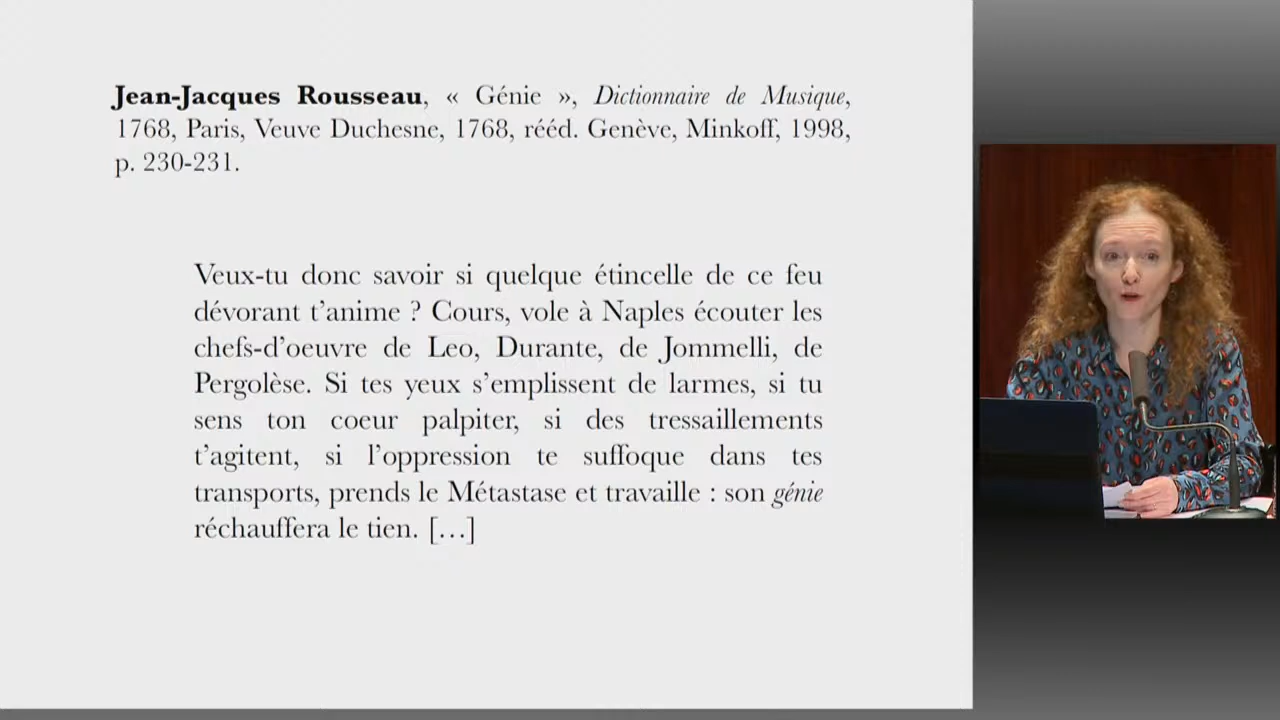 Jean-Jacques Rousseau, « Génie », Dictionnaire de Musique,
1768, Paris, Veuve Duchesne, 1768, rééd. Genève, Minkoff, 1998,
p. 230-231.
Veux-tu donc savoir si quelque étincelle de ce feu
dévorant t'anime ? Cours, vole à Naples écouter les
chefs-d'oeuvre de Leo, Durante, de Jommelli, de
Pergolèse. Si tes yeux s'emplissent de larmes, si tu
sens ton coeur palpiter, si des tressaillements
t'agitent, si l'oppression te suffoque dans tes
transports, prends le Métastase et travaille : son génie
réchauffera le tien. […]